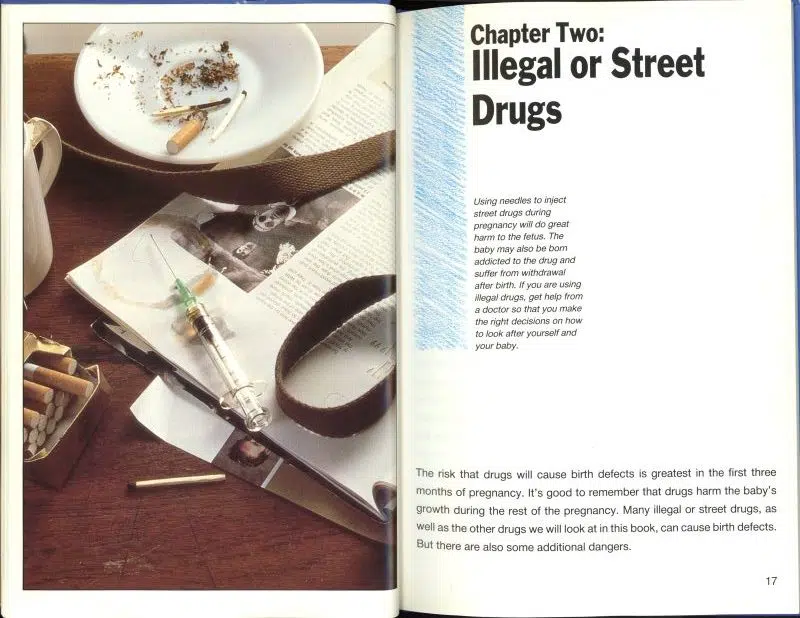 Chapter Two:
Illegal or Street
Drugs
Using needles to inject
street drugs during
pregnancy will do great
harm to the fetus. The
baby may also be born
addicted to the drug and
suffer from withdrawal
after birth. If you are using
illegal drugs, get help from
a doctor so that you make
the right decisions on how
to look after yourself and
your baby.
The risk that drugs will cause birth defects is greatest in the first three
months of pregnancy. It's good to remember that drugs harm the baby's
growth during the rest of the pregnancy. Many illegal or street drugs, as
well as the other drugs we will look at in this book, can cause birth defects.
But there are also some additional dangers.
17